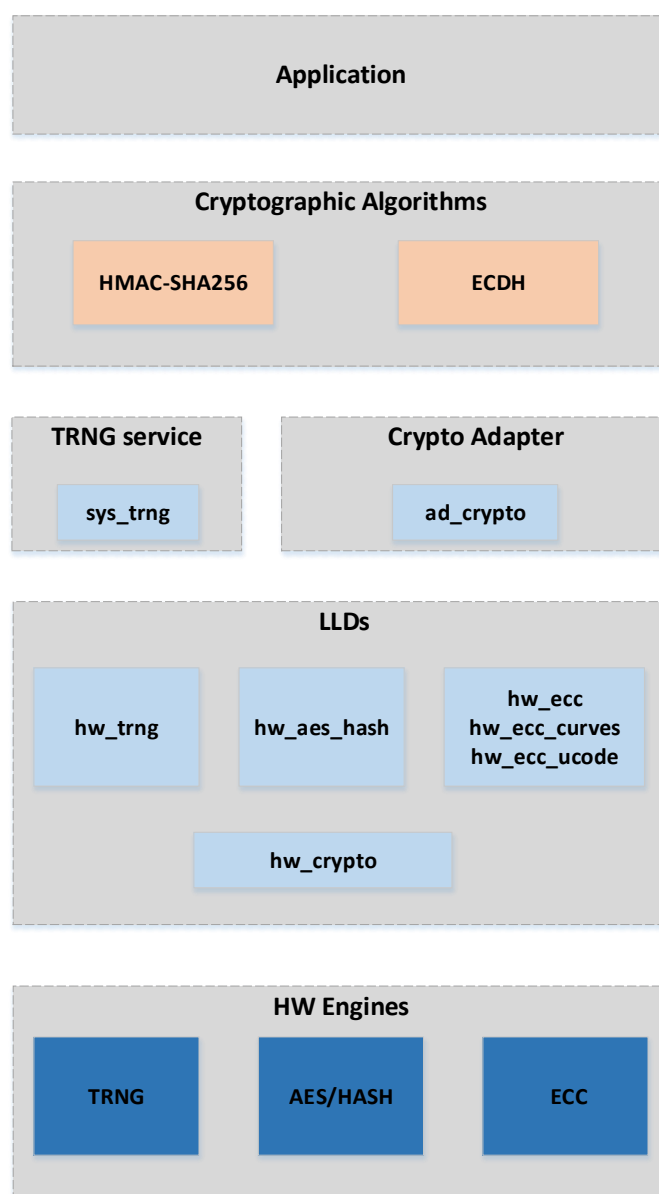 Application
Cryptographic Algorithms
HMAC-SHA256
ECDH
TRNG service
Crypto Adapter
sys_trng
ad_crypto
LLDs
hw_trng
hw_aes_hash
hw_ecc
hw_ecc_curves
hw_ecc_ucode
hw_crypto
HW Engines
TRNG
AES/HASH
ECC